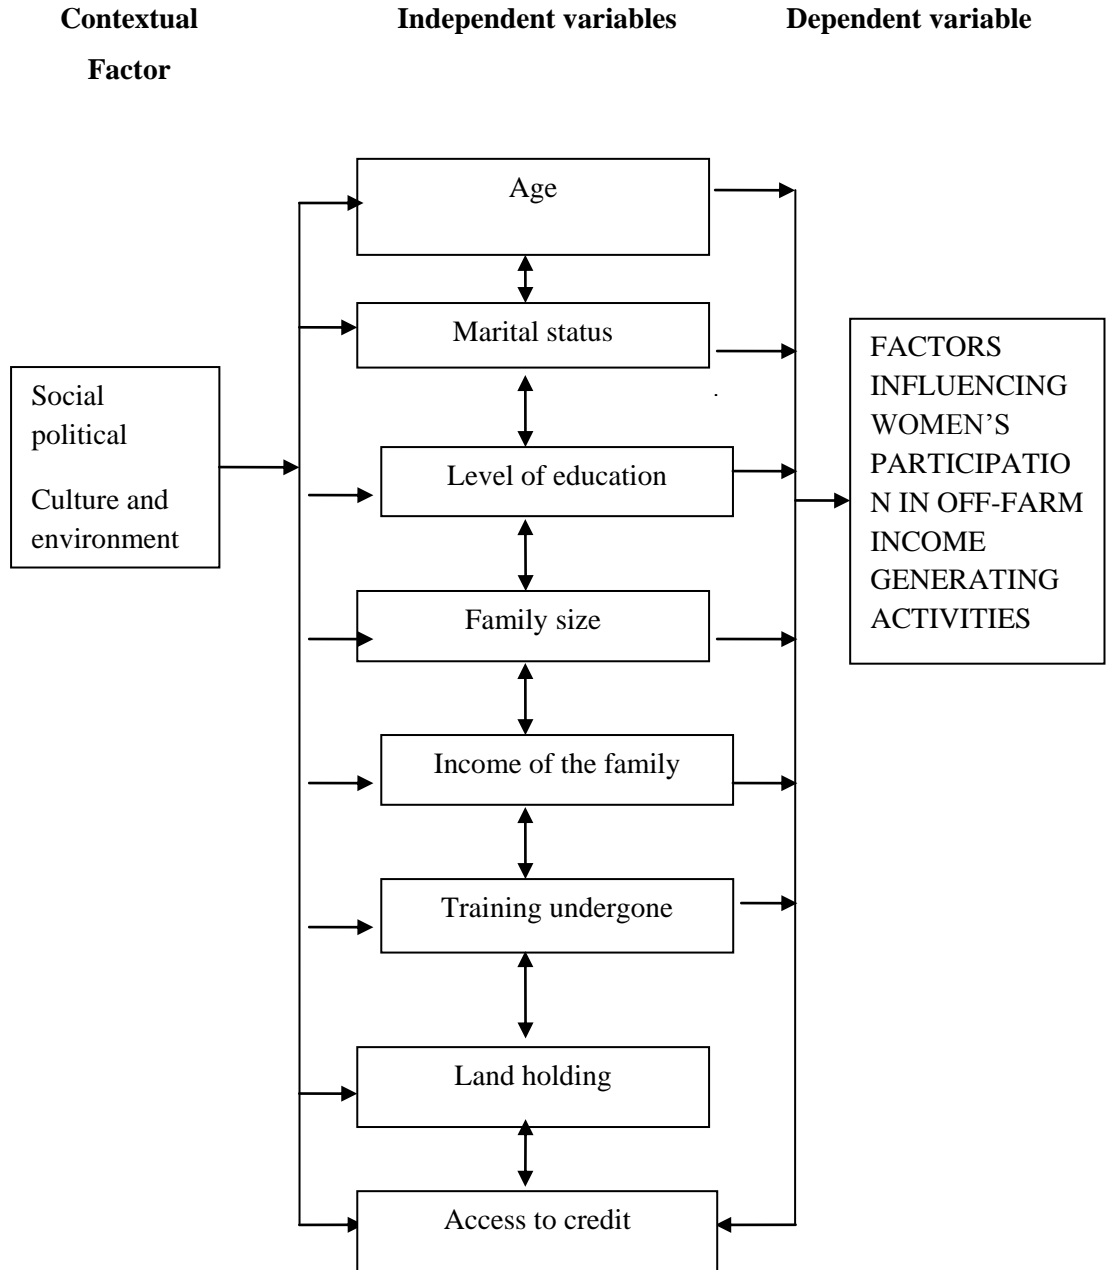 Contextual
Factor
Independent variables
Dependent variable
Age
Marital status
Level of education
Family size
Income of the family
Training undergone
Land holding
Access to credit
Social
political
Culture and
environment
FACTORS
INFLUENCING
WOMEN’S
PARTICIPATIO
N IN OFF-FARM
INCOME
GENERATING
ACTIVITIES